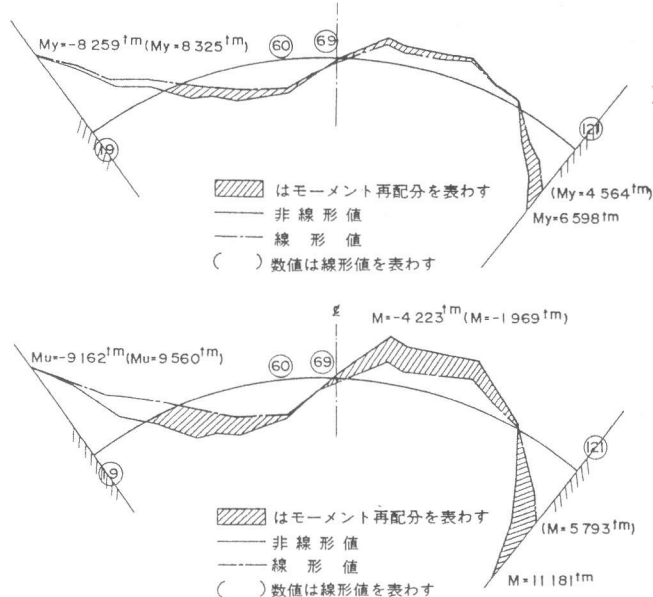 My=-8 259tm(My=8 325tm)
60
69
19
121
(My=4 564tm)
My=6 598tm
はモーメント再配分を表わす
非線形値
線形値
( )数値は線形値を表わす
M=-4 223tm(M=-1 969tm)
Mu=-9 162tm(Mu=9 560tm)
60
69
19
121
(M=5 793tm)
M=11 181tm
はモーメント再配分を表わす
非線形値
線形値
( )数値は線形値を表わす